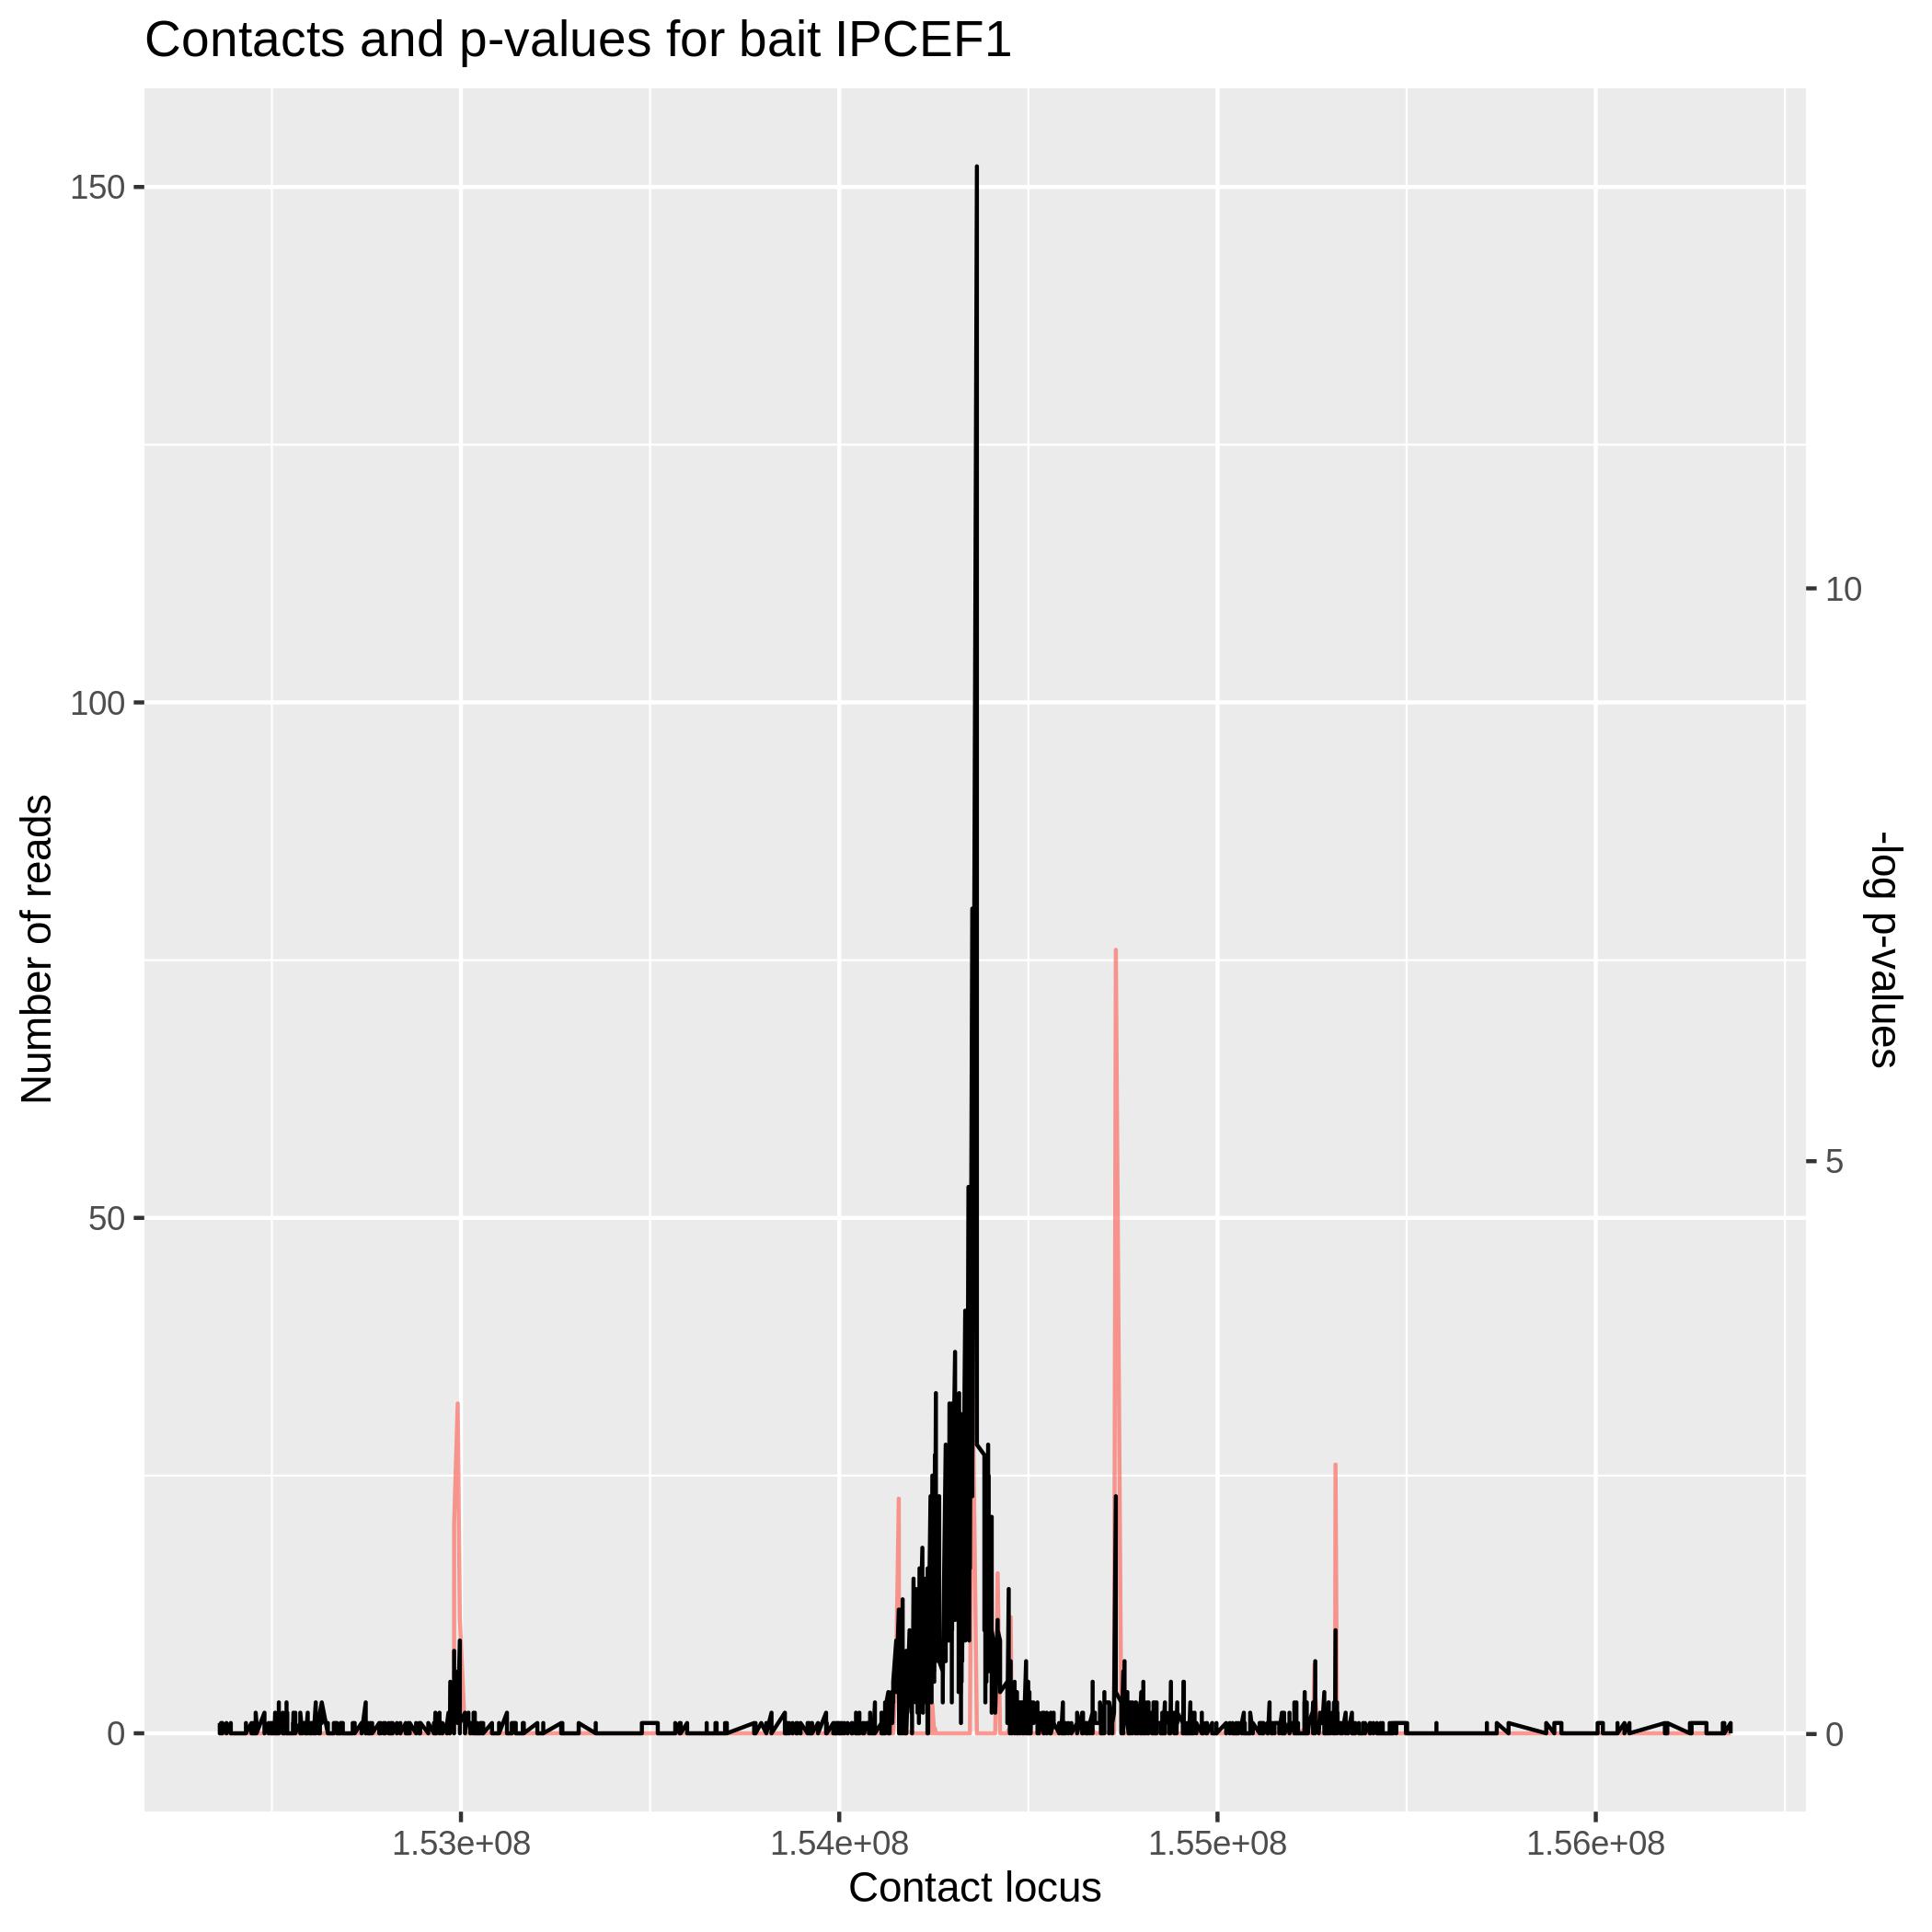 Contacts and p-values for bait IPCEF1
150
100
50
0
Number of reads
10
5
0
-log p-values
1.53e+08
1.54e+08
1.55e+08
1.56e+08
Contact locus